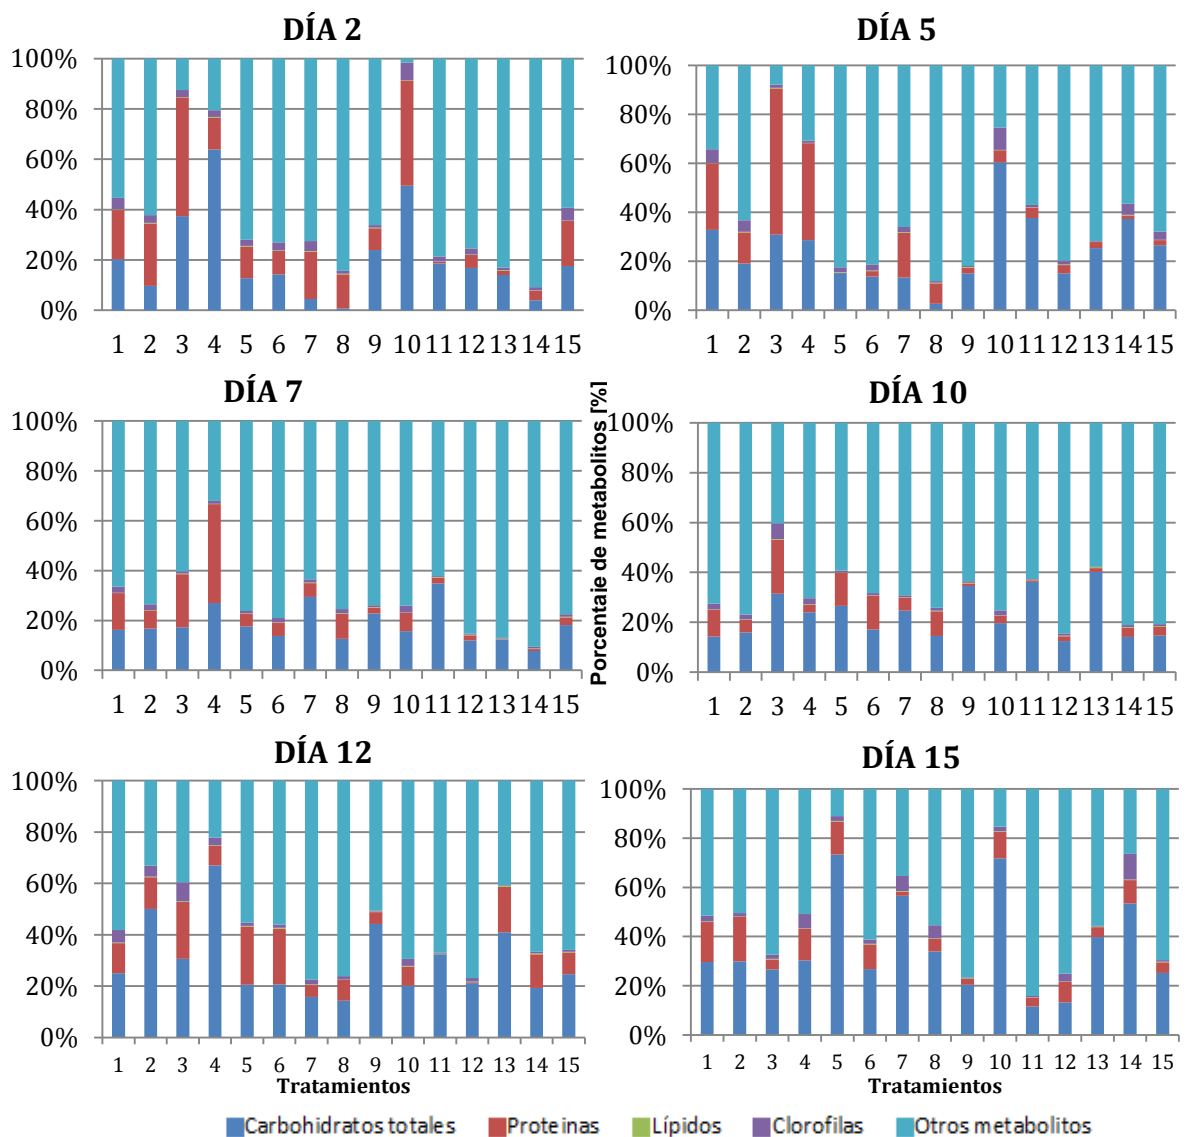 DÍA 2
100%
80%
60%
40%
20%
0%
1 2 3 4 5 6 7 8 9 10 11 12 13 14 15
DÍA 5
100%
80%
60%
40%
20%
0%
1 2 3 4 5 6 7 8 9 10 11 12 13 14 15
DÍA 7
100%
80%
60%
40%
20%
0%
1 2 3 4 5 6 7 8 9 10 11 12 13 14 15
Porcentaje de metabolitos [%]
DÍA 10
100%
80%
60%
40%
20%
0%
1 2 3 4 5 6 7 8 9 10 11 12 13 14 15
DÍA 12
100%
80%
60%
40%
20%
0%
1 2 3 4 5 6 7 8 9 10 11 12 13 14 15
Tratamientos
DÍA 15
100%
80%
60%
40%
20%
0%
1 2 3 4 5 6 7 8 9 10 11 12 13 14 15
Tratamientos
Carbohidratos totales Proteinas Lípidos Clorofilas Otros metabolitos